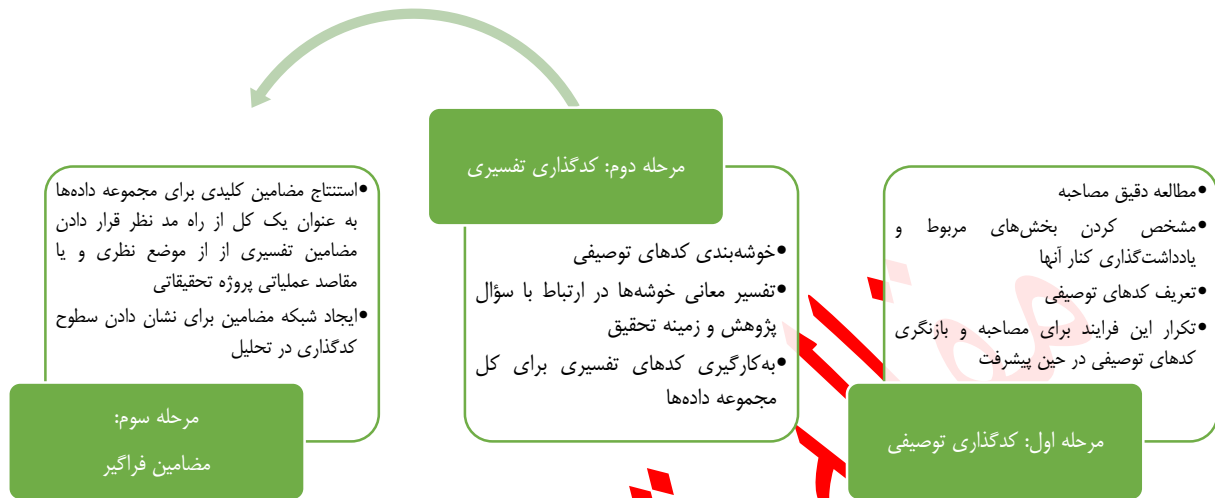 •مطالعه دقیق مصاحبه
•مشخص کردن بخش‌های مربوط و
یادداشت‌گذاری کنار آنها
•تعریف کدهای توصیفی
•تکرار این فرایند برای مصاحبه و بازنگری
کدهای توصیفی در حین پیشرفت
مرحله اول: کدگذاری توصیفی
مرحله دوم: کدگذاری تفسیری
•خوشه‌بندی کدهای توصیفی
•تفسیر معانی خوشه‌ها در ارتباط با سؤال
پژوهش و زمینه تحقیق
•به‌کارگیری کدهای تفسیری برای کل
مجموعه داده‌ها
•استنتاج مضامین کلیدی برای مجموعه داده‌ها
به عنوان یک کل از راه مد نظر قرار دادن
مضامین تفسیری از از موضع نظری و یا
مقاصد عملیاتی پروژه تحقیقاتی
•ایجاد شبکه مضامین برای نشان دادن سطوح
کدگذاری در تحلیل
مرحله سوم:
مضامین فراگیر